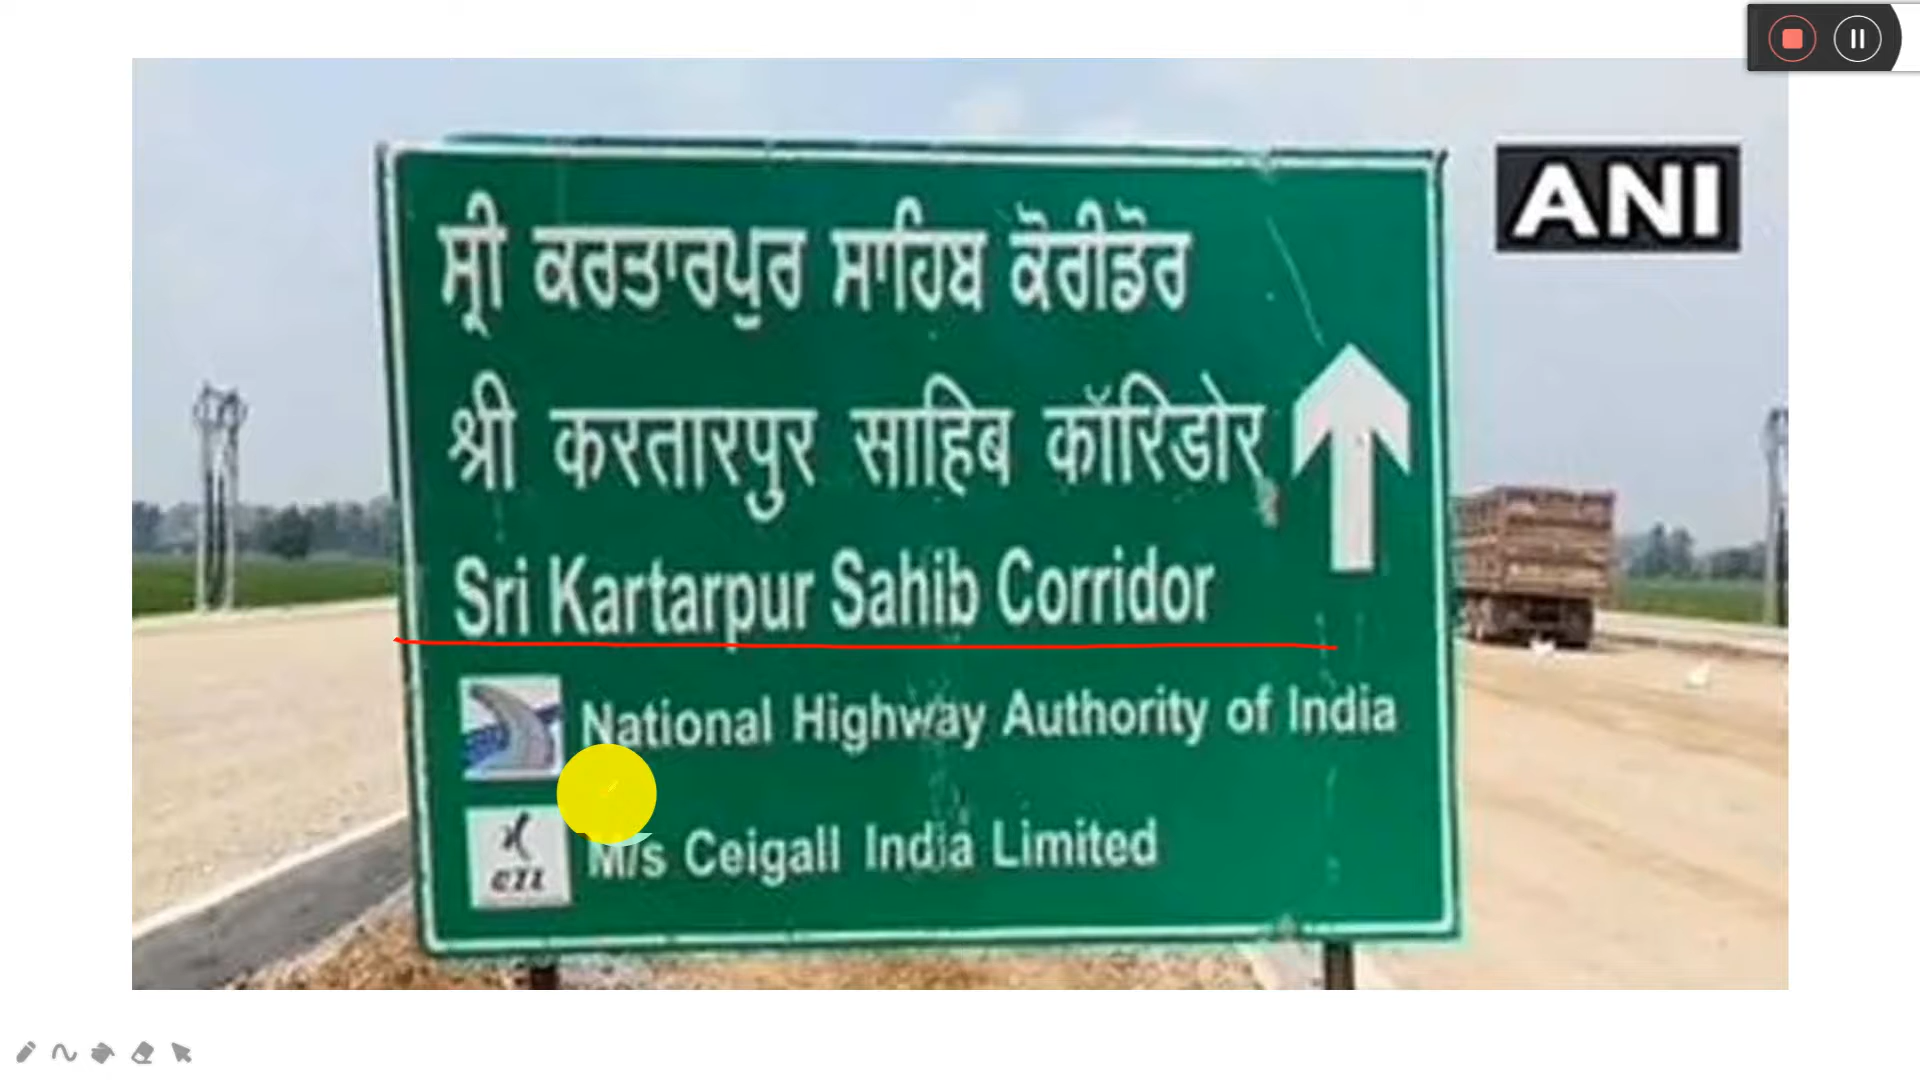 ਸ੍ਰੀ ਕਰਤਾਰਪੁਰ ਸਾਹਿਬ ਕੋਰੀਡੋਰ
श्री करतारपुर साहिब कॉरिडोर
Sri Kartarpur Sahib Corridor
National Highway Authority of India
M/s Ceigall India Limited
ANI